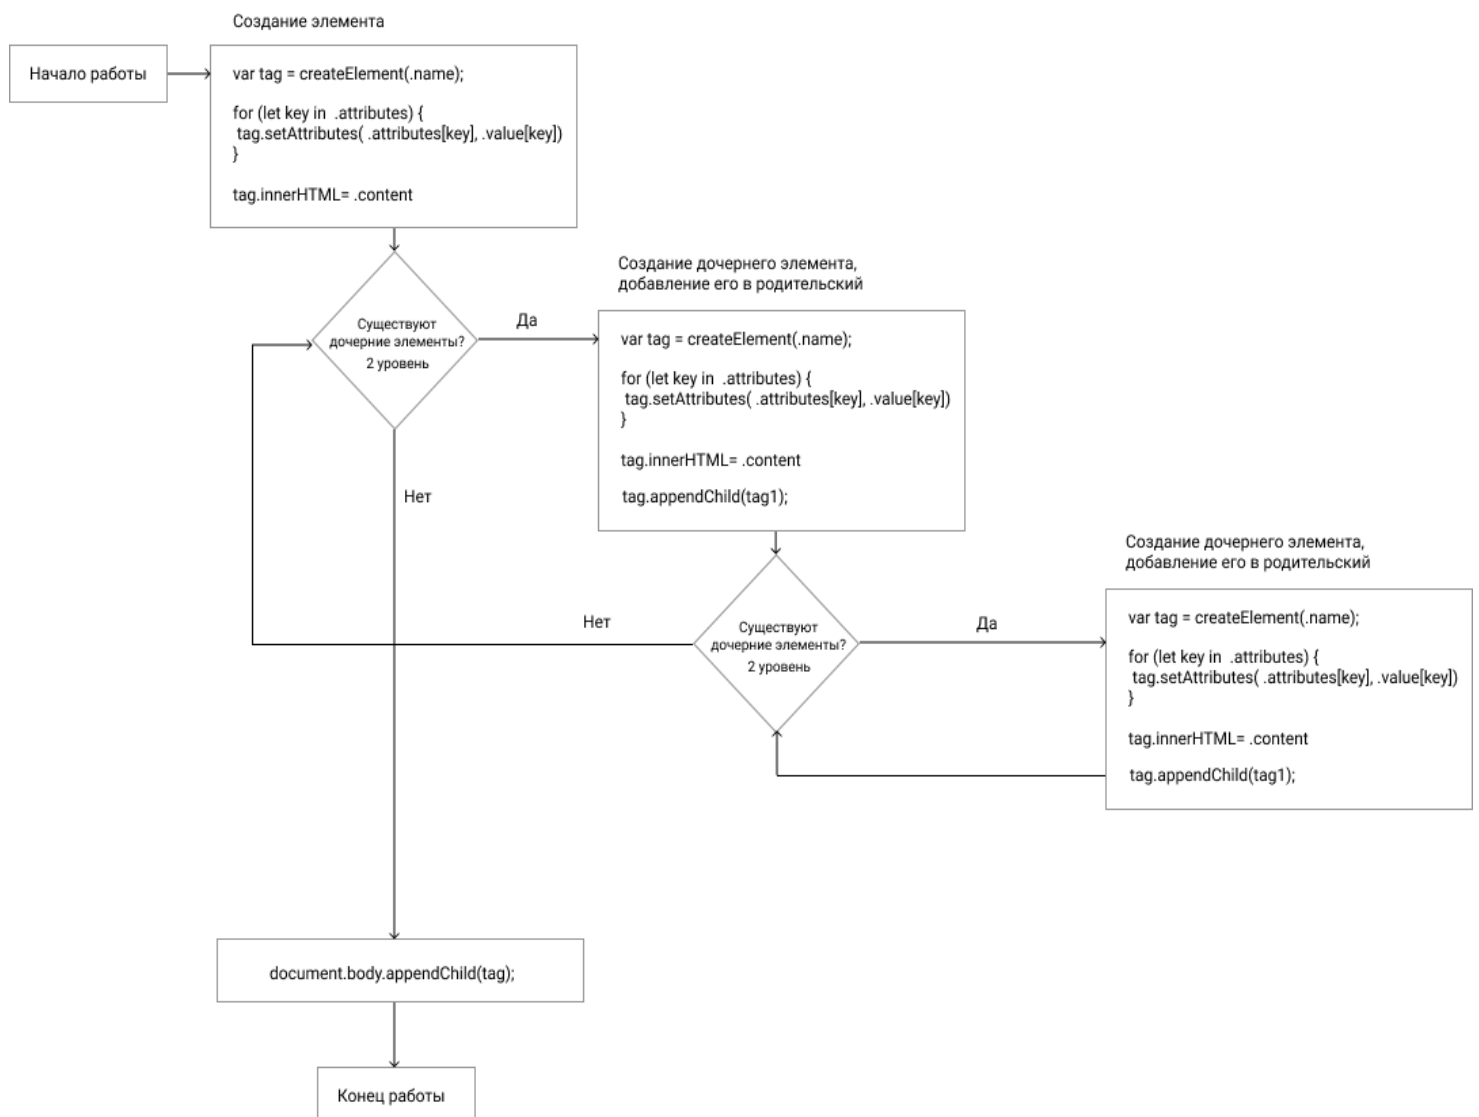 Создание элемента
Начало работы
var tag = createElement(.name);
for (let key in  .attributes) {
tag.setAttributes( .attributes[key], .value[key])
}
tag.innerHTML= .content
Существуют
дочерние элементы?
2 уровень
Да
Нет
Создание дочернего элемента,
добавление его в родительский
var tag = createElement(.name);
for (let key in  .attributes) {
tag.setAttributes( .attributes[key], .value[key])
}
tag.innerHTML= .content
tag.appendChild(tag1);
Нет
Существуют
дочерние элементы?
2 уровень
Да
Создание дочернего элемента,
добавление его в родительский
var tag = createElement(.name);
for (let key in  .attributes) {
tag.setAttributes( .attributes[key], .value[key])
}
tag.innerHTML= .content
tag.appendChild(tag1);
document.body.appendChild(tag);
Конец работы